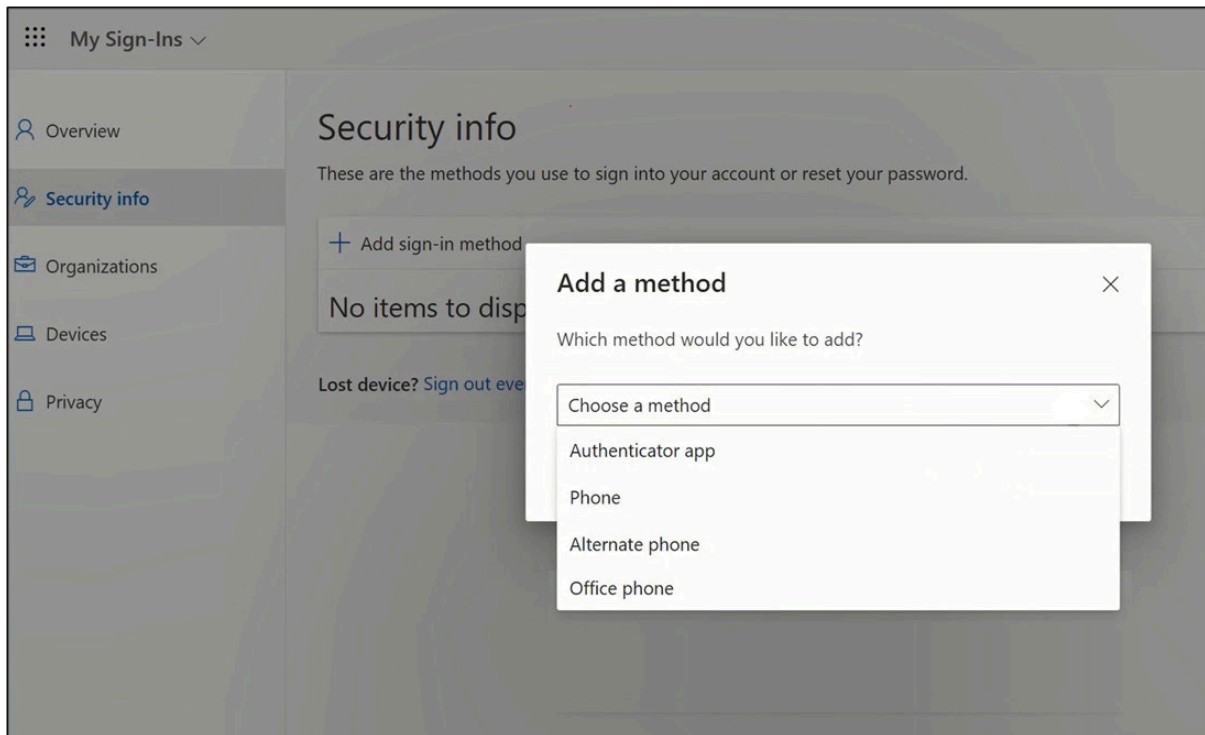 My Sign-Ins
Overview
Security info
Organizations
Devices
Privacy
Security info
These are the methods you use to sign into your account or reset your password.
Add sign-in method
No items to disp
Lost device? Sign out eve
Add a method
Which method would you like to add?
Choose a method
Authenticator app
Phone
Alternate phone
Office phone